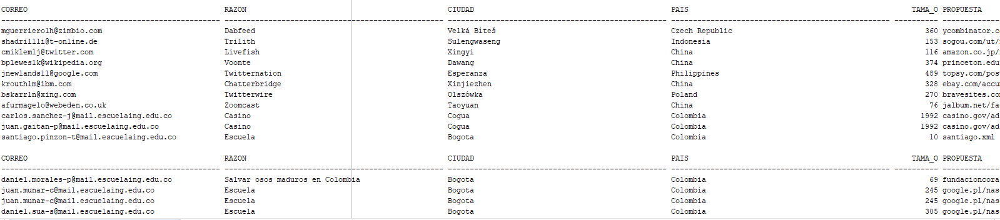 CORREO RAZON CIUDAD PAIS TAMA_O PROPUESTA
mguerrierolh@zimbio.com Dabfeed Velká Bíteš Czech Republic 360 ycombinator.c
shadrillli@t-online.de Trilith Sulengwaseng Indonesia 153 sogou.com/ut/
cmiklemlj@twitter.com Livefish Xingyi China 116 amazon.co.jp/
bpleweslk@wikipedia.org Voonte Dawang China 374 princeton.edu
jnewlandsll@google.com Twitternation Esperanza Philippines 489 topsy.com/pos
krouthlm@ibm.com Chatterbridge Xinjiezhen China 328 ebay.com/accu
bskarrln@xing.com Twitterwire Olszówka Poland 270 bravesites.co
afurmagelo@webeden.co.uk Zoomcast Taoyuan China 76 jalbum.net/fa
carlos.sanchez-j@mail.escuelaing.edu.co Casino Cogua Colombia 1992 casino.gov/ad
juan.gaitan-p@mail.escuelaing.edu.co Casino Cogua Colombia 1992 casino.gov/ad
santiago.pinzon-t@mail.escuelaing.edu.co Escuela Bogota Colombia 10 santiago.xml
CORREO RAZON CIUDAD PAIS TAMA_O PROPUESTA
daniel.morales-p@mail.escuelaing.edu.co Salvar osos maduros en Colombia Bogota Colombia 69 fundacioncora
juan.munar-c@mail.escuelaing.edu.co Escuela Bogota Colombia 245 google.pl/nas
juan.munar-c@mail.escuelaing.edu.co Escuela Bogota Colombia 245 google.pl/nas
daniel.sua-s@mail.escuelaing.edu.co Escuela Bogota Colombia 305 google.pl/nas